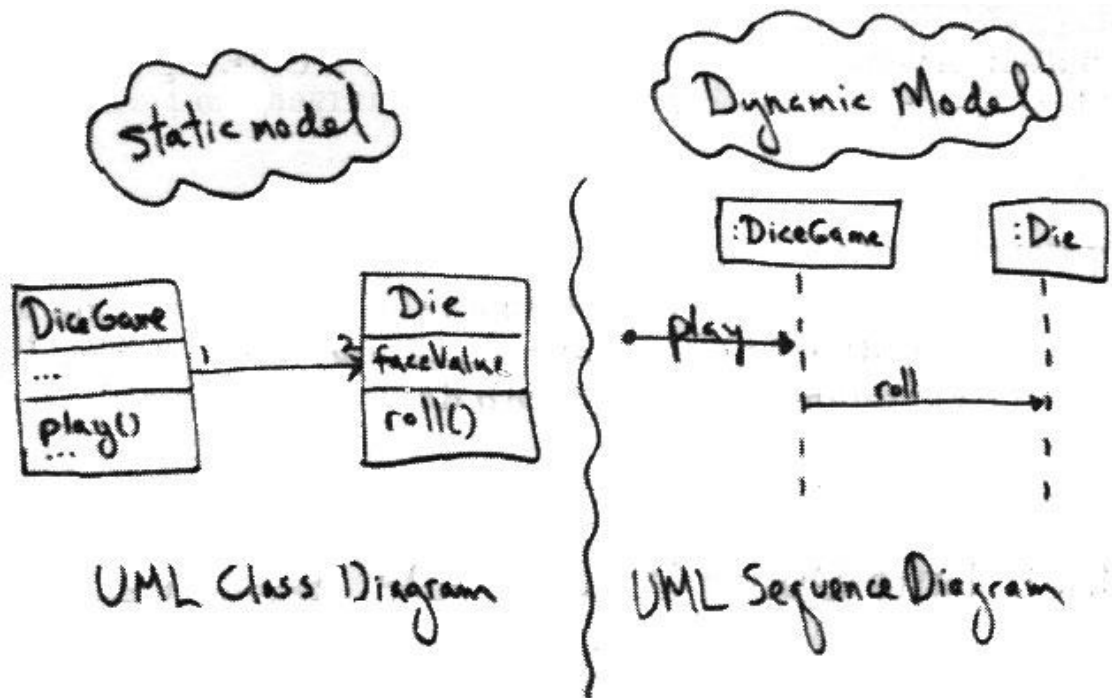 static model
Dynamic Model
DiceGame
...
play()
...
1
2
Die
faceValue
roll()
UML Class Diagram
:DiceGame
:Die
play
roll
UML Sequence Diagram